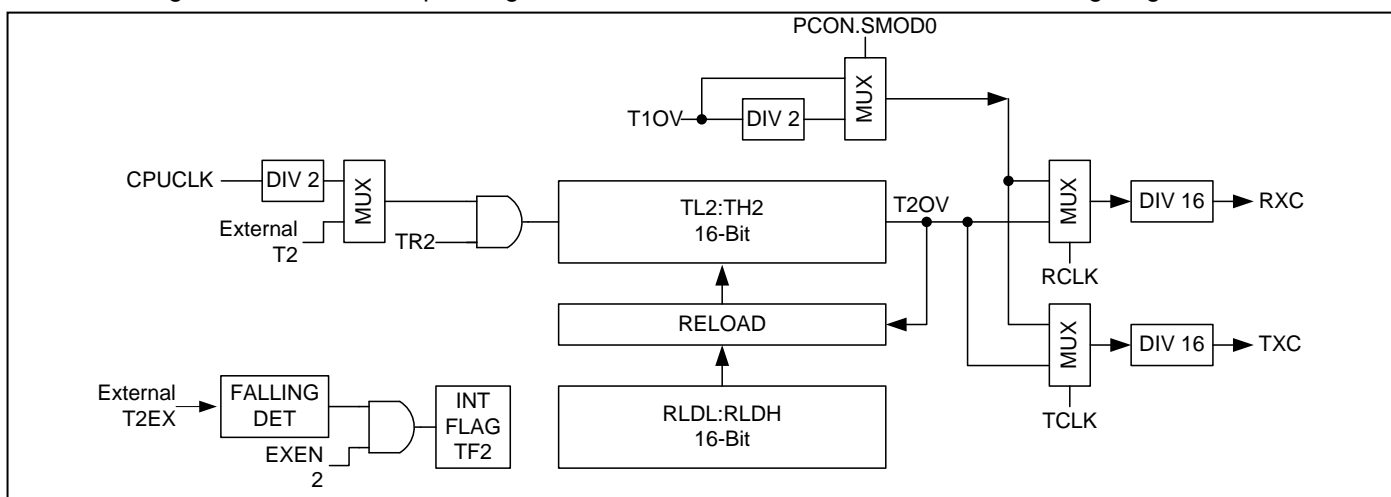 PCON.SMOD0
MUX
T1OV
DIV 2
CPUCLK
DIV 2
MUX
External
T2
TR2
TL2:TH2
16-Bit
T2OV
MUX
DIV 16
RXC
RCLK
RELOAD
MUX
DIV 16
TXC
TCLK
External
T2EX
FALLING
DET
EXEN
2
INT
FLAG
TF2
RLDL:RLDH
16-Bit